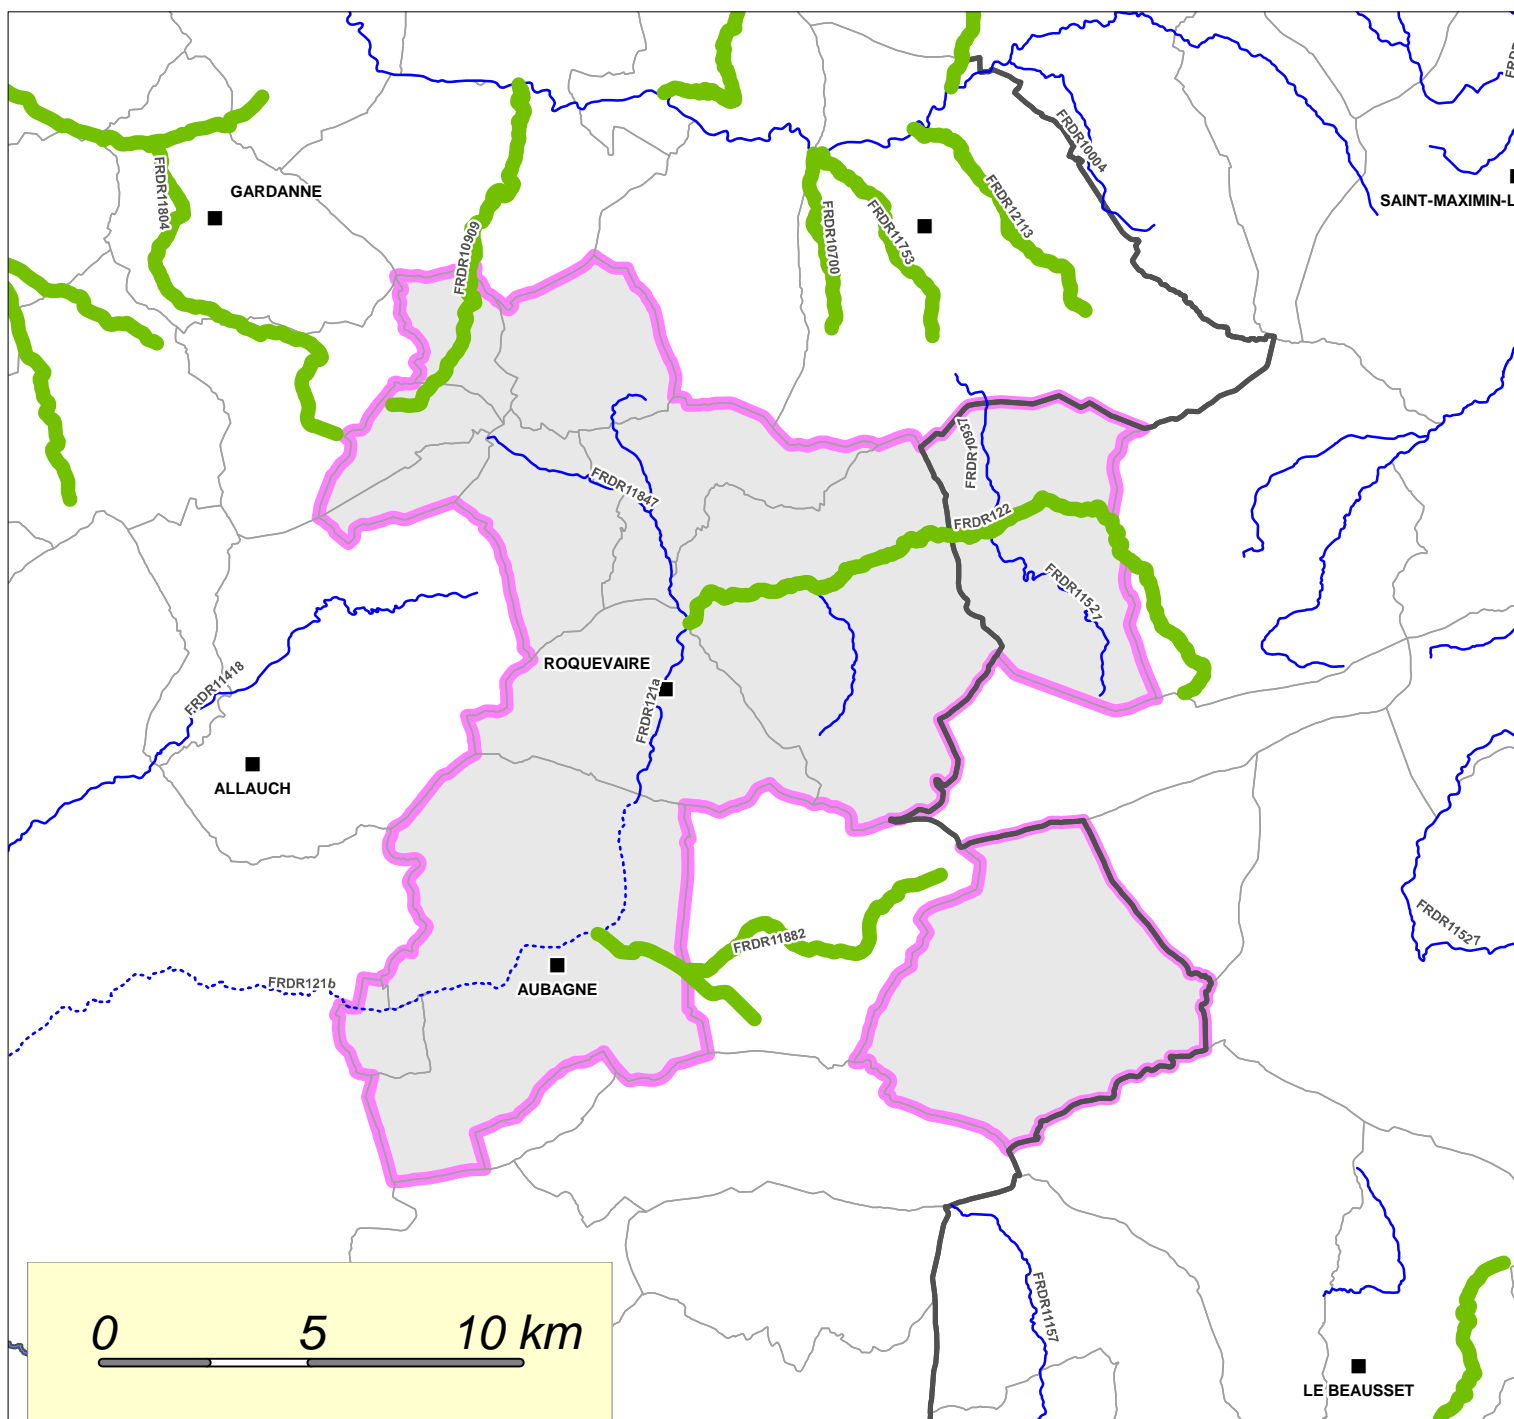 FRDR10004
SAINT-MAXIMIN-L
GARDANNE
FRDR11804
FRDR10909
FRDR10700
FRDR11753
FRDR12113
FRDR10937
FRDR11847
FRDR122
FRDR11527
ROQUEVAIRE
FRDR121a
FRDR11418
ALLAUCH
FRDR11882
FRDR11527
FRDR121b
AUBAGNE
FRDR11157
0 5 10 km
LE BEAUSSET